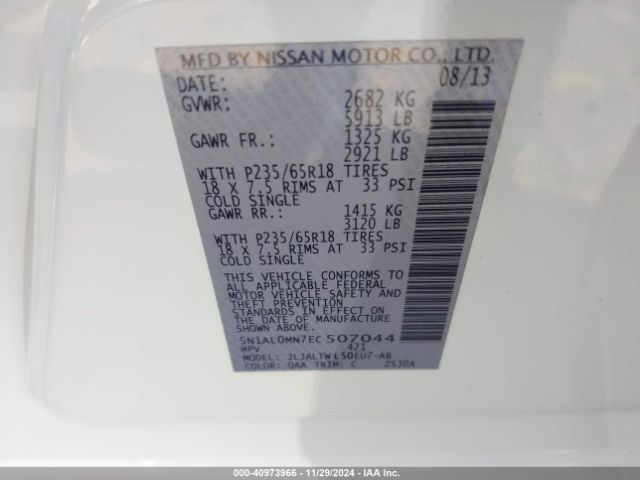 MFD BY NISSAN MOTOR CO., LTD.
DATE: 08/13
GVWR: 2682 KG
5913 LB
GAWR FR.: 1325 KG
2921 LB
WITH P235/65R18 TIRES
18 X 7.5 RIMS AT 33 PSI
COLD SINGLE
GAWR RR.: 1415 KG
3120 LB
WITH P235/65R18 TIRES
18 X 7.5 RIMS AT 33 PSI
COLD SINGLE
THIS VEHICLE CONFORMS TO
ALL APPLICABLE FEDERAL
MOTOR VEHICLE SAFETY AND
THEFT PREVENTION
STANDARDS IN EFFECT ON
THE DATE OF MANUFACTURE
SHOWN ABOVE.
5N1AL0MN7EC507044
MPV 421
MODEL: JLJALTWL50EU7-AB
COLOR: QAA TRIM: C 2530A
© - 40973966 - 11/29/2024 - IAA Inc.